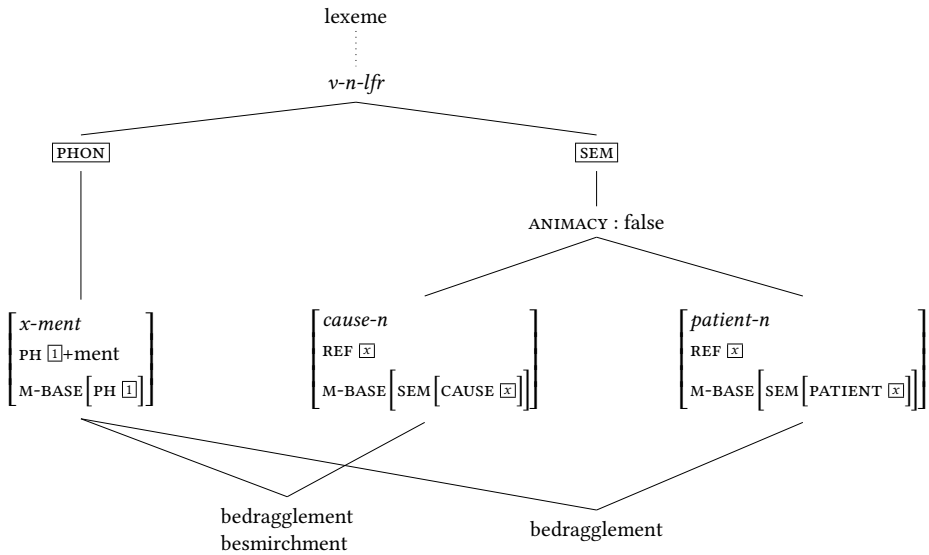 lexeme
v-n-lfr
PHON
SEM
ANIMACY : false
x-ment
PH 1+ment
M-BASE[PH 1]
cause-n
REF x
M-BASE[SEM[CAUSE x]]
patient-n
REF x
M-BASE[SEM[PATIENT x]]
bedragglement
besmirchment
bedragglement